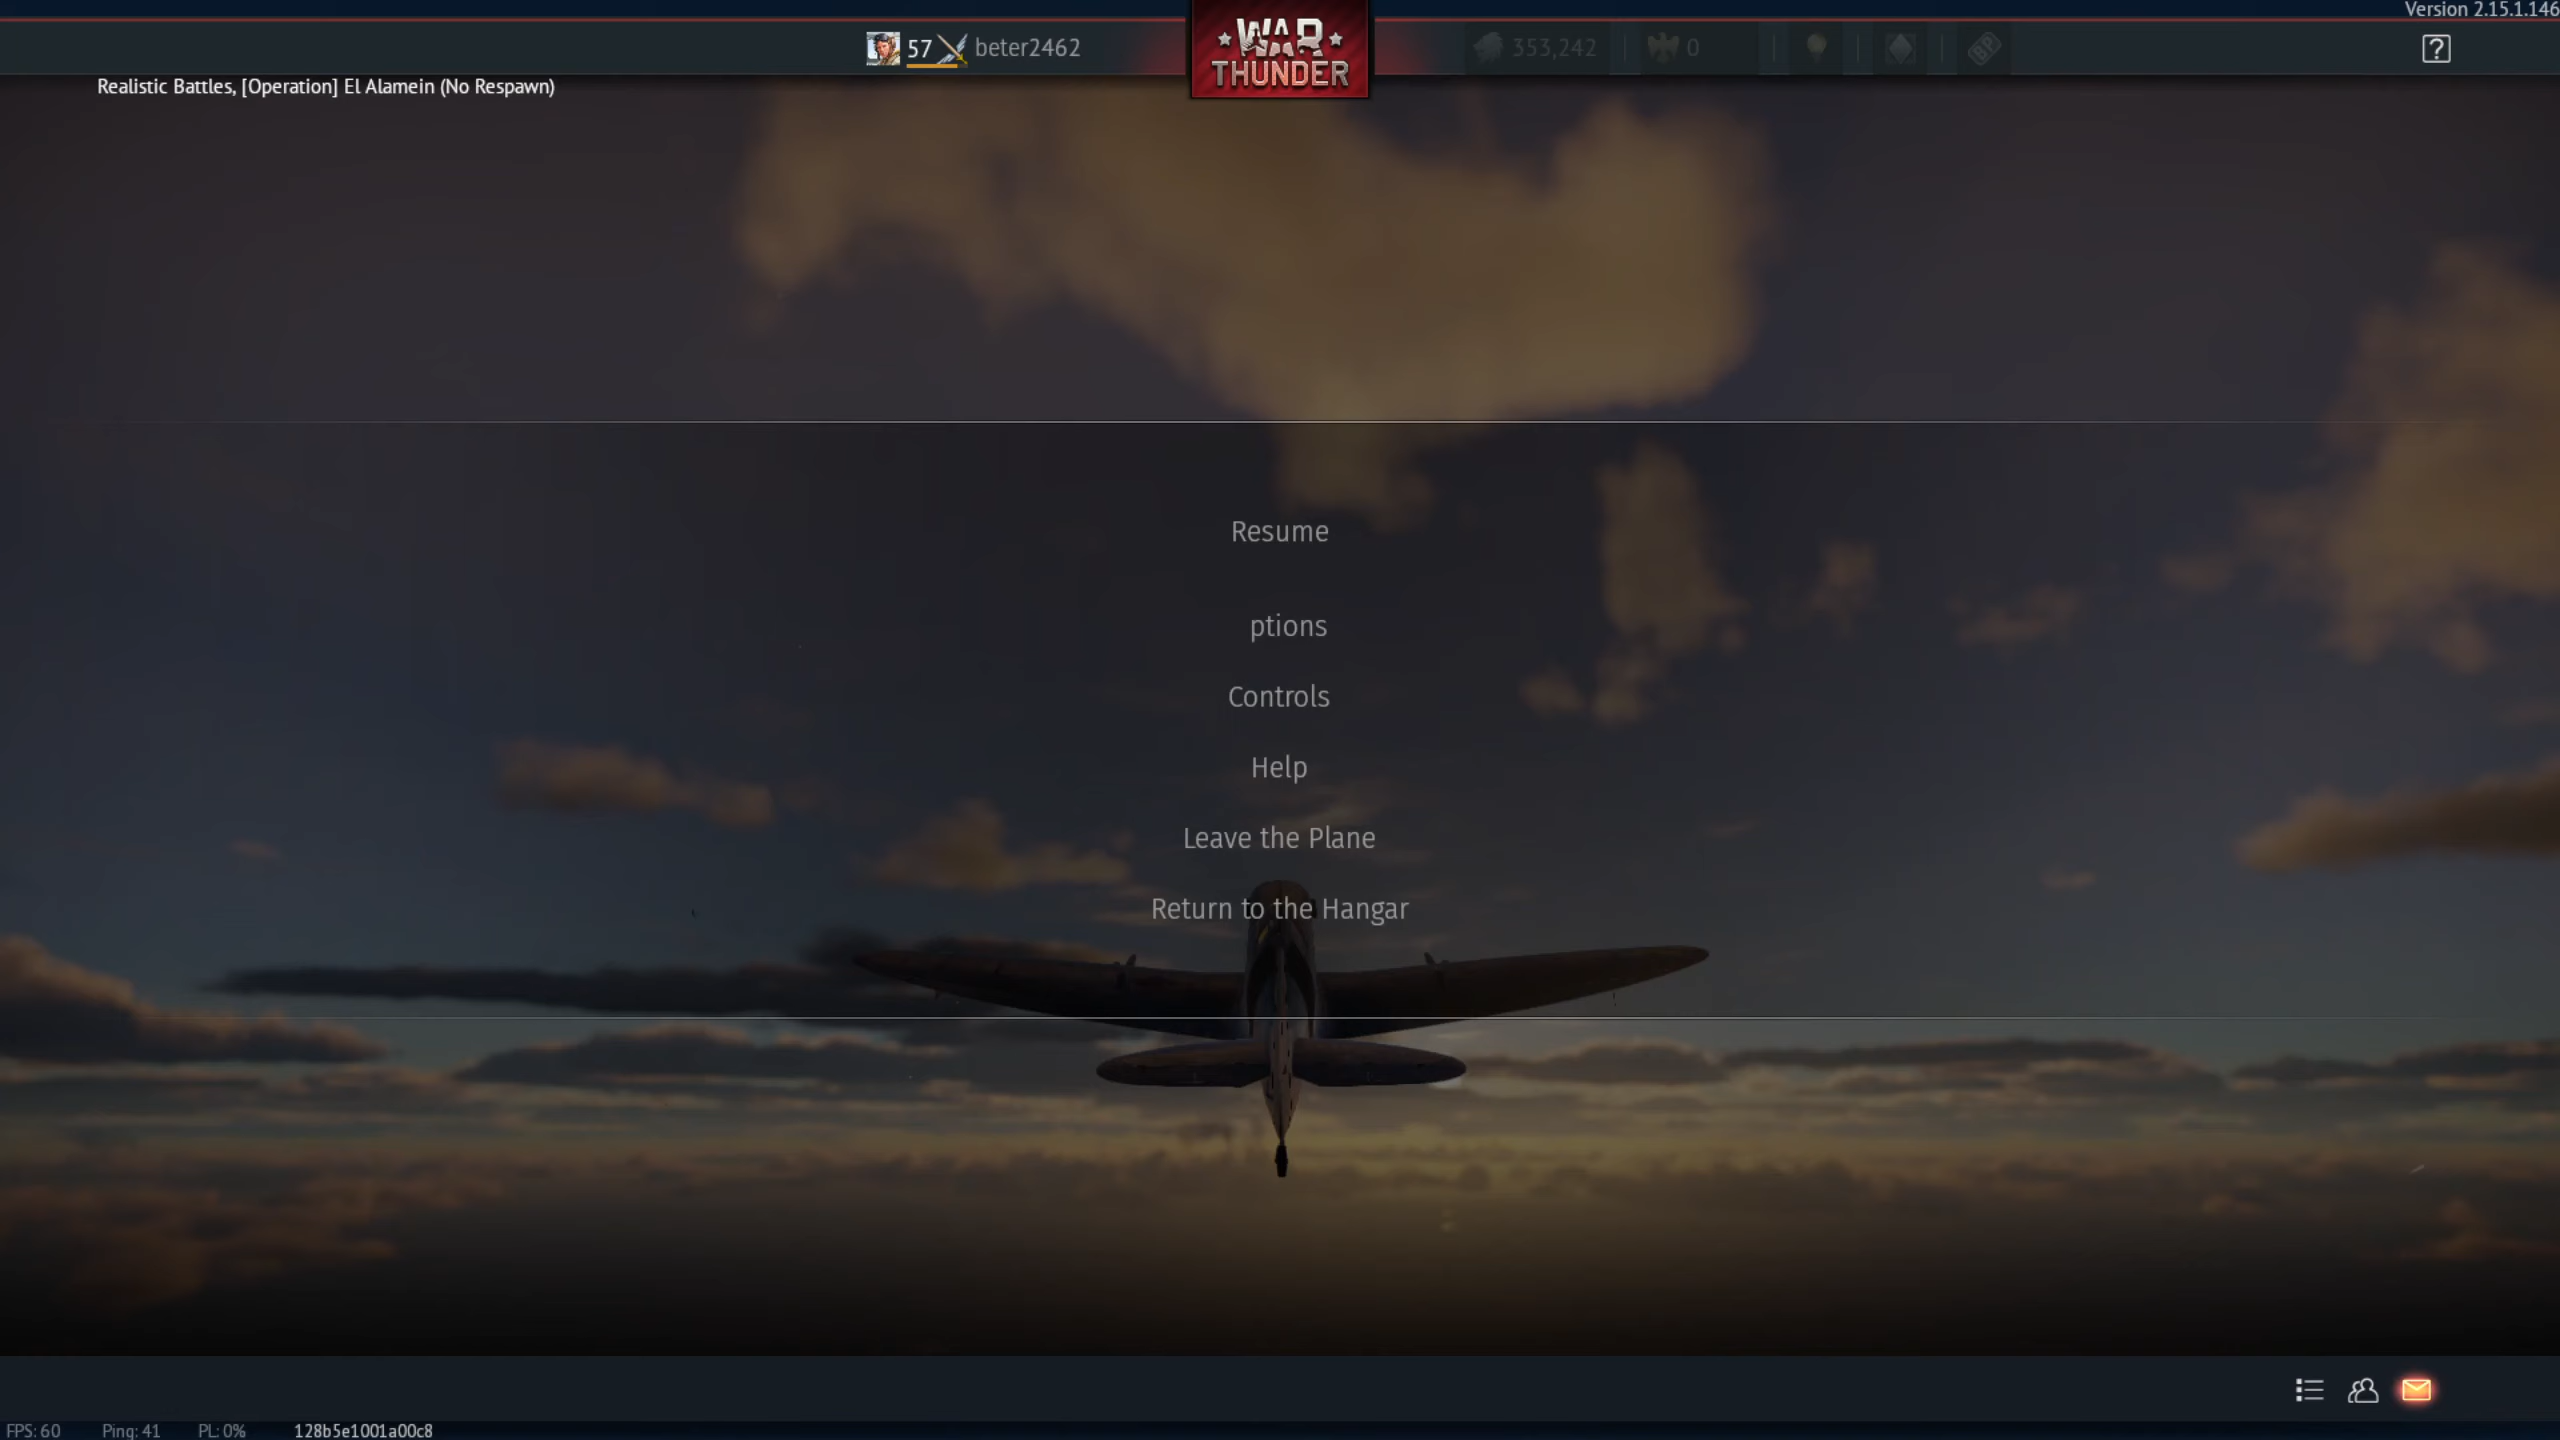 Version 2.15.1.146
57 beter2462
WAR
THUNDER
353,242
0
BP
?
Realistic Battles, [Operation] El Alamein (No Respawn)
Resume
ptions
Controls
Help
Leave the Plane
Return to the Hangar
FPS: 60 Ping: 41 PL: 0% 128b5e1001a00c8